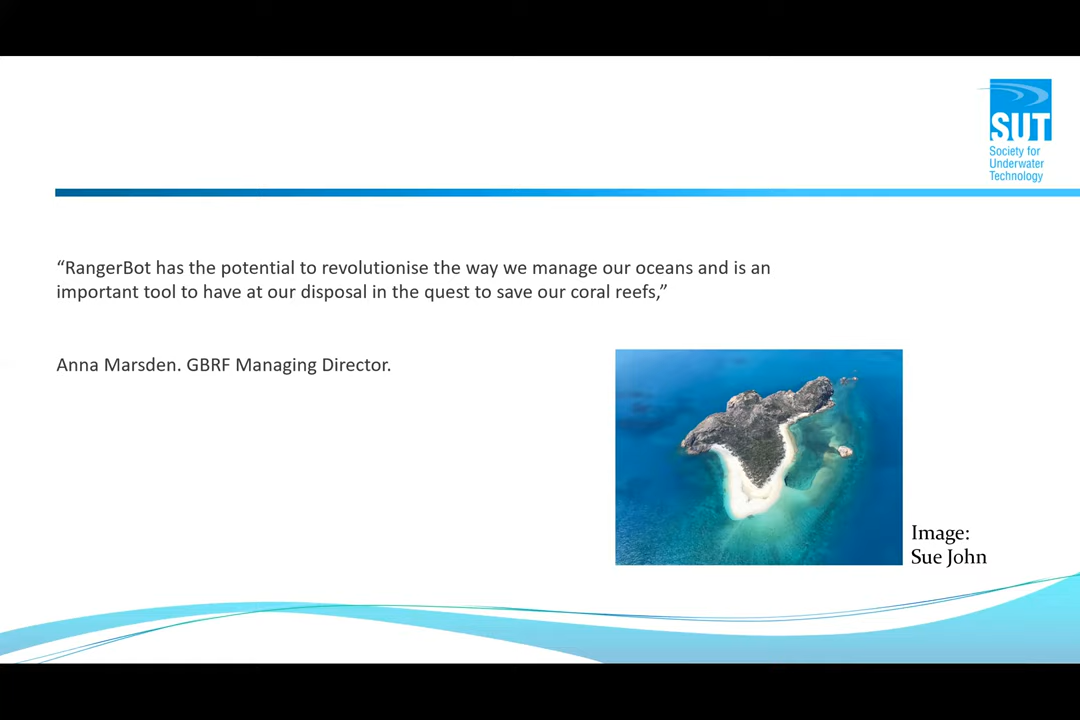 SUT
Society for
Underwater
Technology
“RangerBot has the potential to revolutionise the way we manage our oceans and is an
important tool to have at our disposal in the quest to save our coral reefs,”
Anna Marsden. GBRF Managing Director.
Image:
Sue John